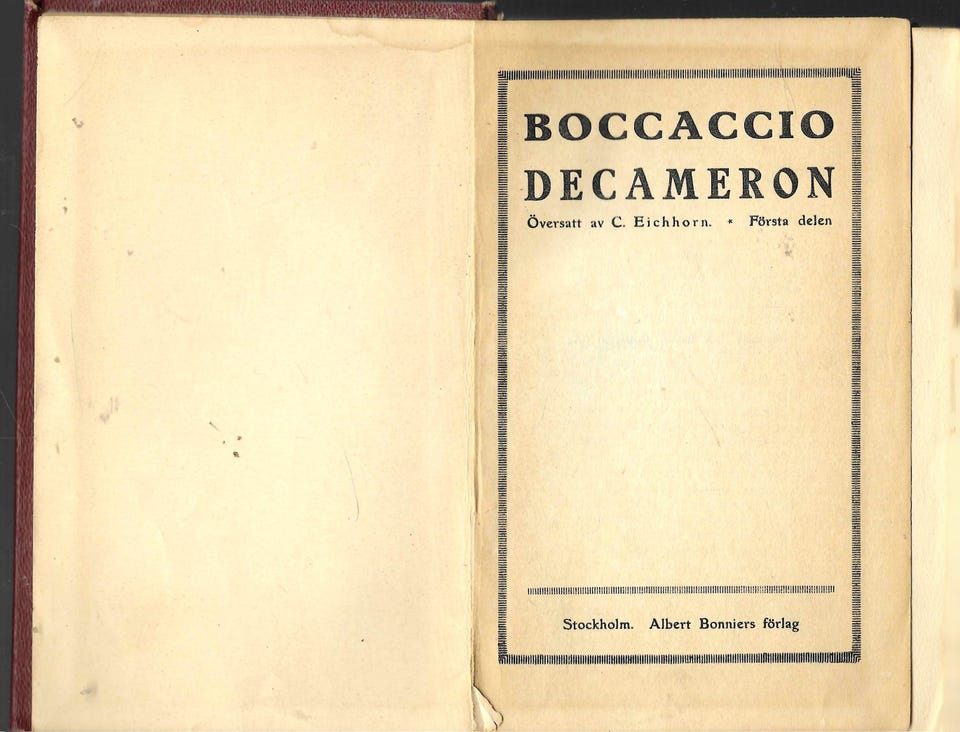 BOCCACCIO
DECAMERON
Översatt av C. Eichhorn. * Första delen
Stockholm. Albert Bonniers förlag